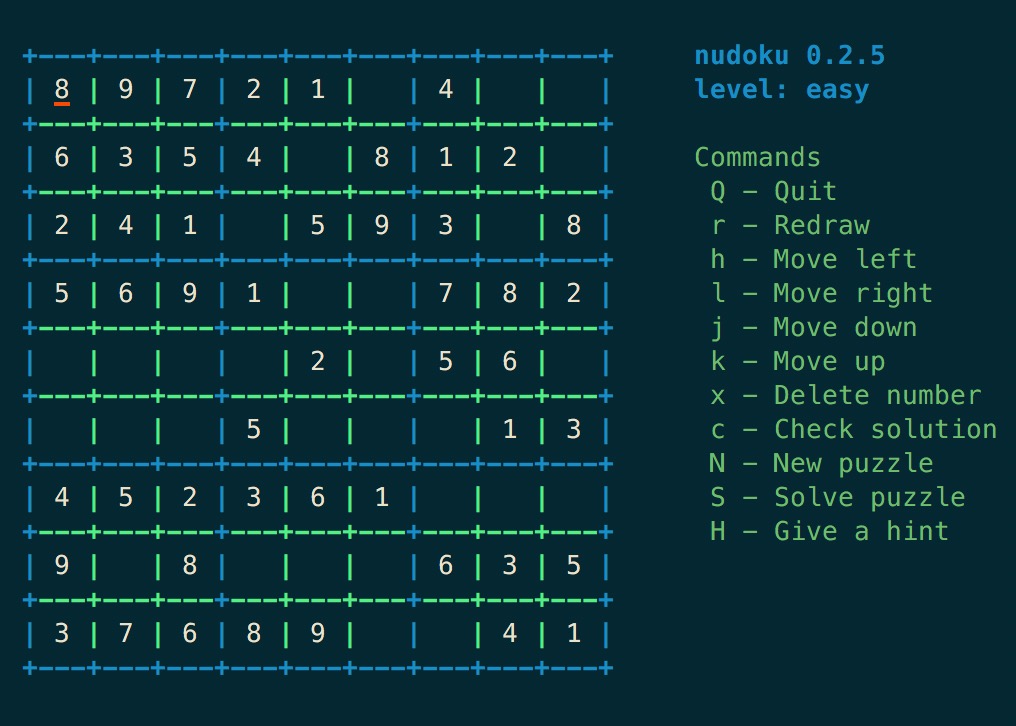 +---+---+---+---+---+---+---+---+---+ nudoku 0.2.5
| 8 | 9 | 7 | 2 | 1 |   | 4 |   |   | level: easy
+---+---+---+---+---+---+---+---+---+
| 6 | 3 | 5 | 4 |   | 8 | 1 | 2 |   | Commands
+---+---+---+---+---+---+---+---+---+ Q – Quit
| 2 | 4 | 1 |   | 5 | 9 | 3 |   | 8 | r – Redraw
+---+---+---+---+---+---+---+---+---+ h – Move left
| 5 | 6 | 9 | 1 |   |   | 7 | 8 | 2 | l – Move right
+---+---+---+---+---+---+---+---+---+ j – Move down
|   |   |   |   | 2 |   | 5 | 6 |   | k – Move up
+---+---+---+---+---+---+---+---+---+ x – Delete number
|   |   |   | 5 |   |   |   | 1 | 3 | c – Check solution
+---+---+---+---+---+---+---+---+---+ N – New puzzle
| 4 | 5 | 2 | 3 | 6 | 1 |   |   |   | S – Solve puzzle
+---+---+---+---+---+---+---+---+---+ H – Give a hint
| 9 |   | 8 |   |   |   | 6 | 3 | 5 |
+---+---+---+---+---+---+---+---+---+
| 3 | 7 | 6 | 8 | 9 |   |   | 4 | 1 |
+---+---+---+---+---+---+---+---+---+